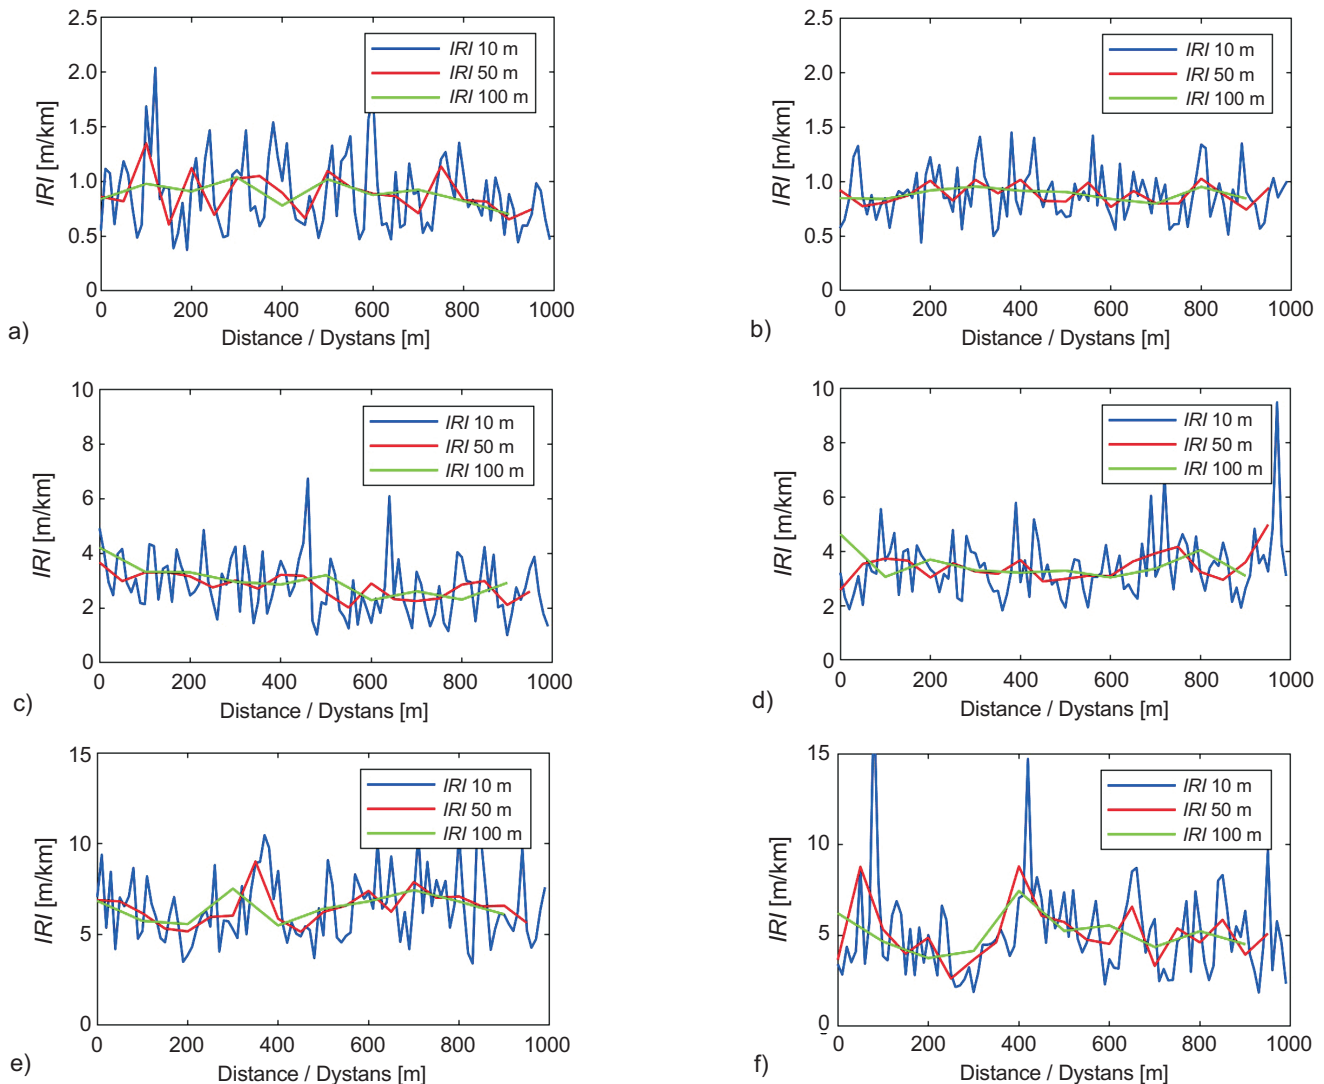 2.5
2.0
1.5
1.0
0.5
0
IRI [m/km]
IRI 10 m
IRI 50 m
IRI 100 m
0 200 400 600 800 1000
Distance / Dystans [m]
a)
2.5
2.0
1.5
1.0
0.5
0
IRI [m/km]
IRI 10 m
IRI 50 m
IRI 100 m
0 200 400 600 800 1000
Distance / Dystans [m]
b)
10
8
6
4
2
0
IRI [m/km]
IRI 10 m
IRI 50 m
IRI 100 m
0 200 400 600 800 1000
Distance / Dystans [m]
c)
10
8
6
4
2
0
IRI [m/km]
IRI 10 m
IRI 50 m
IRI 100 m
0 200 400 600 800 1000
Distance / Dystans [m]
d)
15
10
5
0
IRI [m/km]
IRI 10 m
IRI 50 m
IRI 100 m
0 200 400 600 800 1000
Distance / Dystans [m]
e)
15
10
5
0
IRI [m/km]
IRI 10 m
IRI 50 m
IRI 100 m
0 200 400 600 800 1000
Distance / Dystans [m]
f)